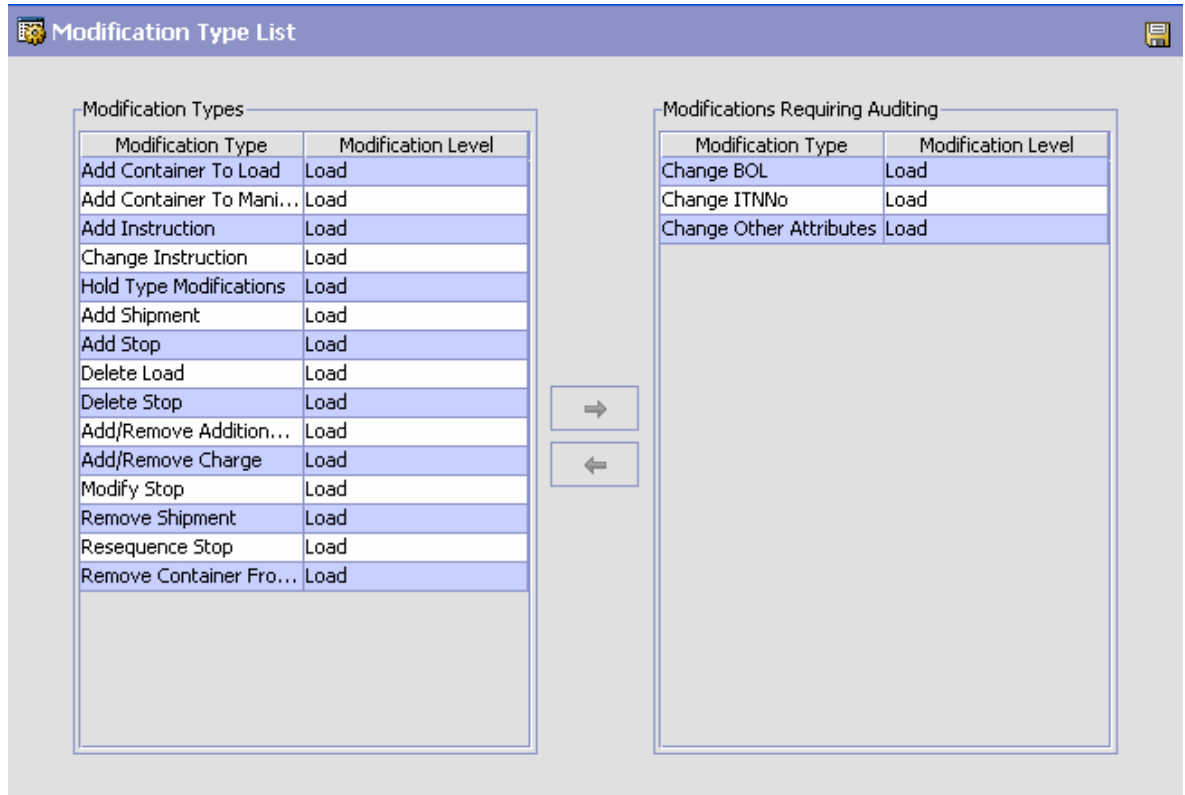 Modification Type List
Modification Types
Modification Type Modification Level
Add Container To Load Load
Add Container To Mani... Load
Add Instruction Load
Change Instruction Load
Hold Type Modifications Load
Add Shipment Load
Add Stop Load
Delete Load Load
Delete Stop Load
Add/Remove Addition... Load
Add/Remove Charge Load
Modify Stop Load
Remove Shipment Load
Resequence Stop Load
Remove Container Fro... Load
Modifications Requiring Auditing
Modification Type Modification Level
Change BOL Load
Change ITNNo Load
Change Other Attributes Load